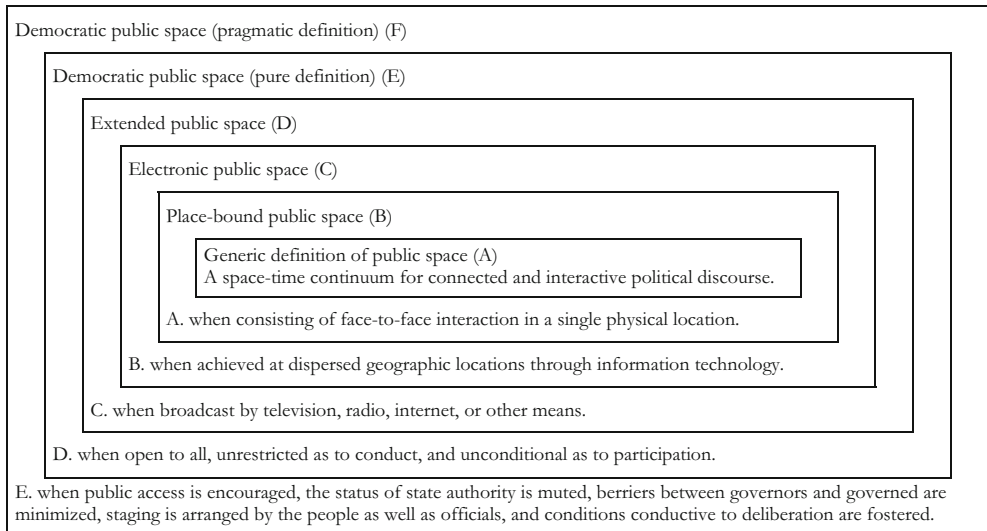 Democratic public space (pragmatic definition) (F)
Democratic public space (pure definition) (E)
Extended public space (D)
Electronic public space (C)
Place-bound public space (B)
Generic definition of public space (A)
A space-time continuum for connected and interactive political discourse.
A. when consisting of face-to-face interaction in a single physical location.
B. when achieved at dispersed geographic locations through information technology.
C. when broadcast by television, radio, internet, or other means.
D. when open to all, unrestricted as to conduct, and unconditional as to participation.
E. when public access is encouraged, the status of state authority is muted, berriers between governors and governed are
minimized, staging is arranged by the people as well as officials, and conditions conductive to deliberation are fostered.